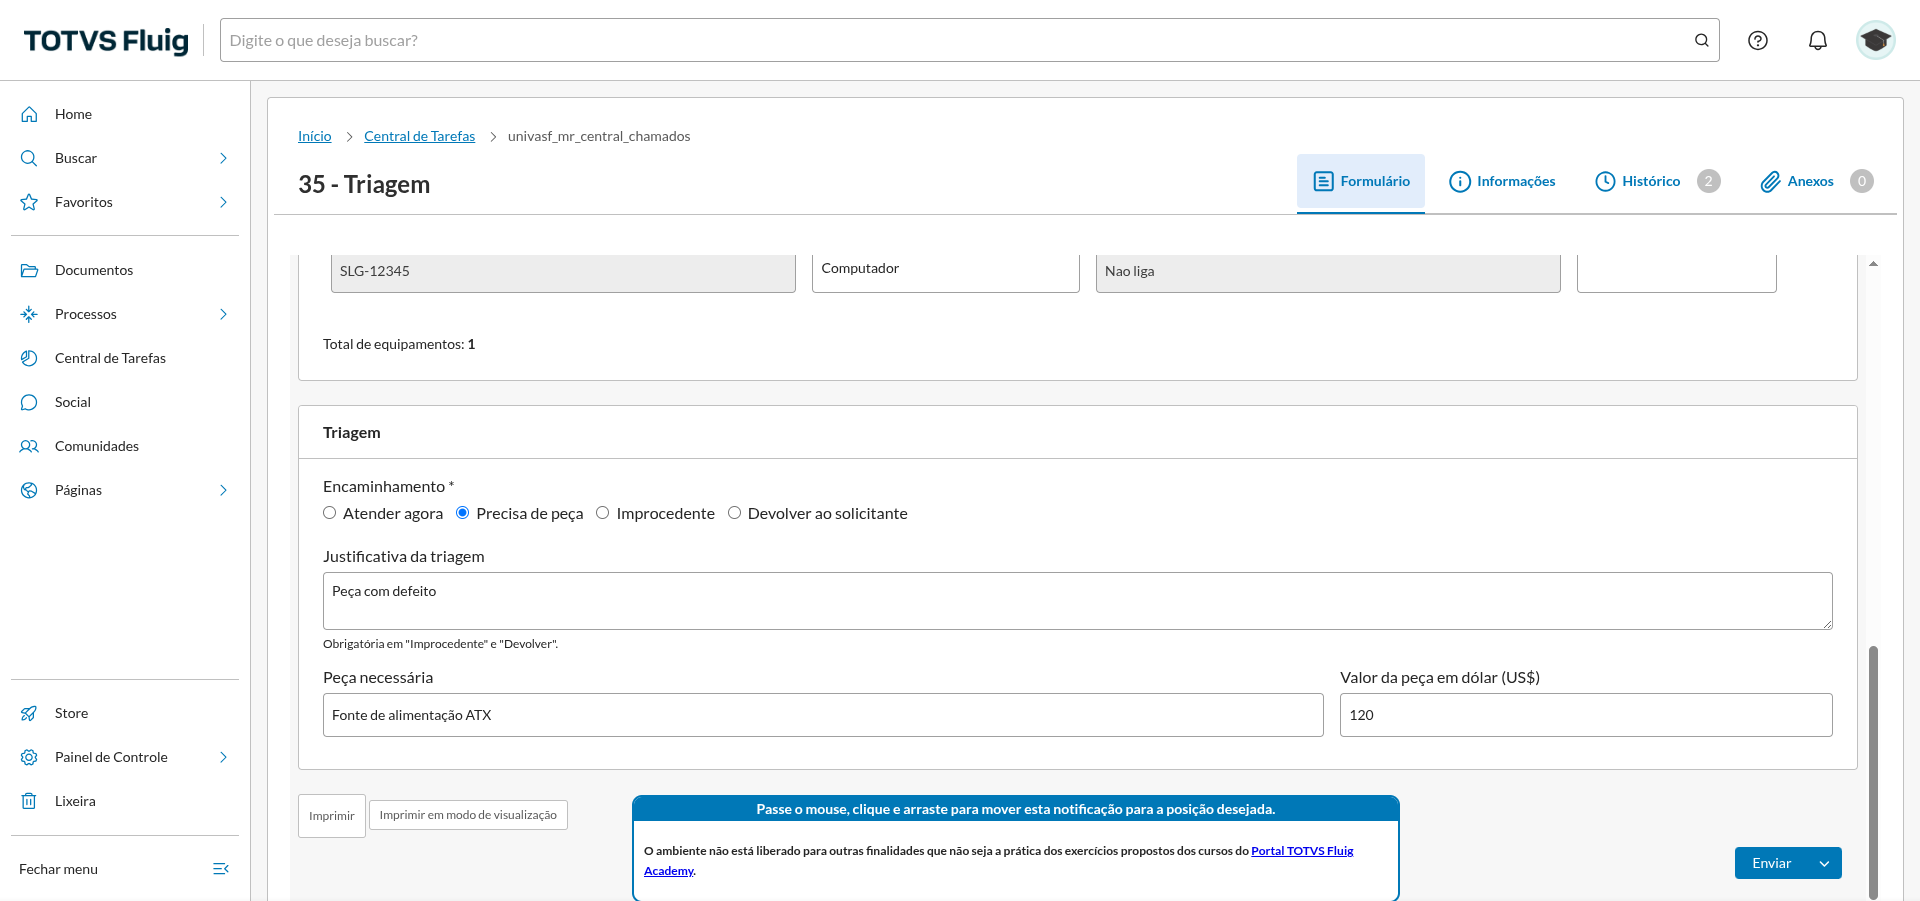 TOTVS Fluig
Digite o que deseja buscar?
Home
Buscar
Favoritos
Documentos
Processos
Central de Tarefas
Social
Comunidades
Páginas
Store
Painel de Controle
Lixeira
Fechar menu
Início > Central de Tarefas > univasf_mr_central_chamados
35 - Triagem
Formulário
Informações
Histórico 2
Anexos 0
SLG-12345 Computador Nao liga
Total de equipamentos: 1
Triagem
Encaminhamento *
Atender agora Precisa de peça Improcedente Devolver ao solicitante
Justificativa da triagem
Peça com defeito
Obrigatória em "Improcedente" e "Devolver".
Peça necessária
Fonte de alimentação ATX
Valor da peça em dólar (US$)
120
Imprimir
Imprimir em modo de visualização
Passe o mouse, clique e arraste para mover esta notificação para a posição desejada.
O ambiente não está liberado para outras finalidades que não seja a prática dos exercícios propostos dos cursos do Portal TOTVS Fluig
Academy.
Enviar